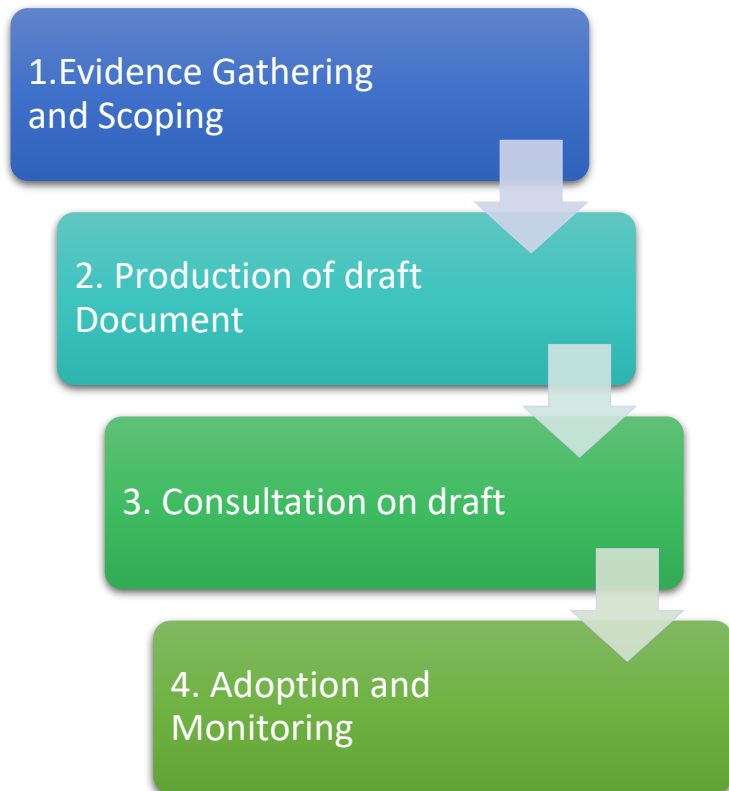 1.Evidence Gathering
and Scoping
2. Production of draft
Document
3. Consultation on draft
4. Adoption and
Monitoring